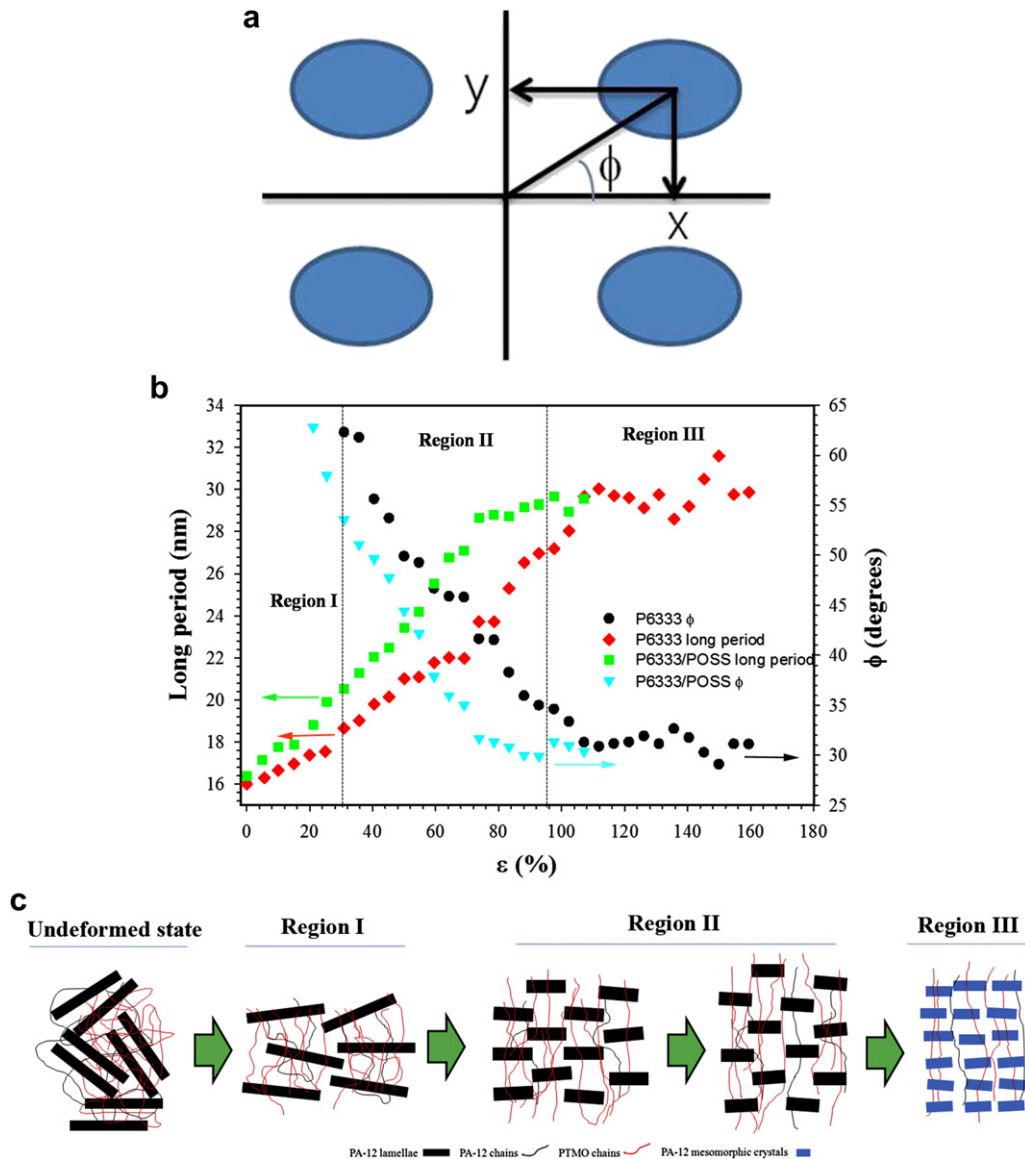 a
y
ϕ
x
b
34
32
30
28
26
24
22
20
18
16
Long period (nm)
65
60
55
50
45
40
35
30
25
ϕ (degrees)
Region I
Region II
Region III
P6333 ϕ
P6333 long period
P6333/POSS long period
P6333/POSS ϕ
0 20 40 60 80 100 120 140 160 180
ε (%)
c
Undeformed state
Region I
Region II
Region III
PA-12 lamellae PA-12 chains PTMO chains PA-12 mesomorphic crystals